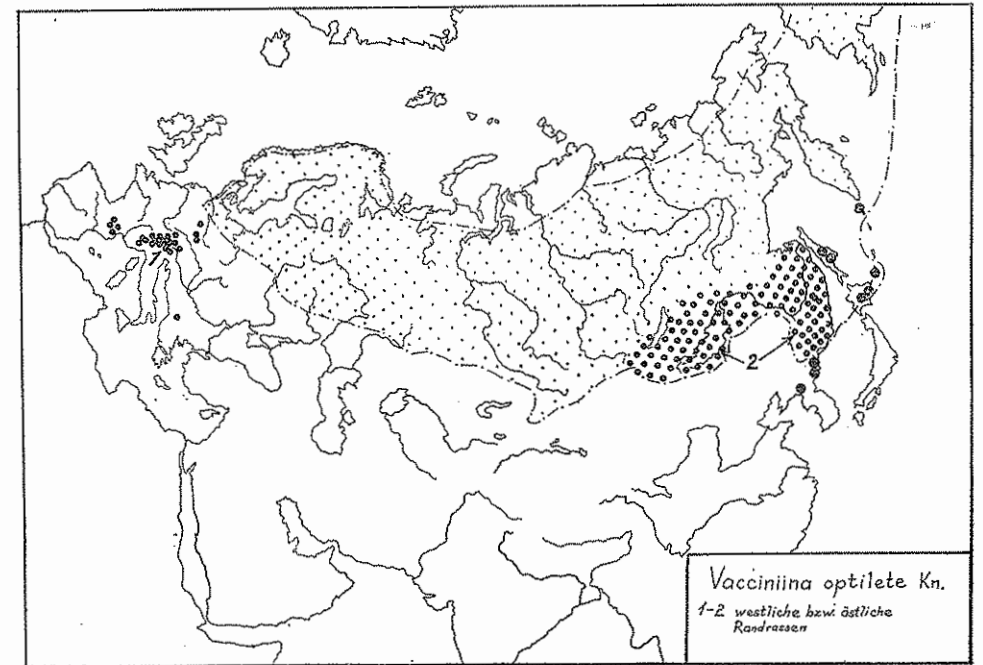 1
2
Vacciniina optilete Kn.
1-2 westliche bzw. östliche
Randrassen